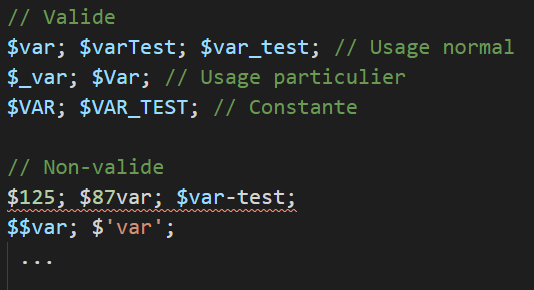 // Valide
$var; $varTest; $var_test; // Usage normal
$_var; $Var; // Usage particulier
$VAR; $VAR_TEST; // Constante
// Non-valide
$125; $87var; $var-test;
$$var; $'var';
...